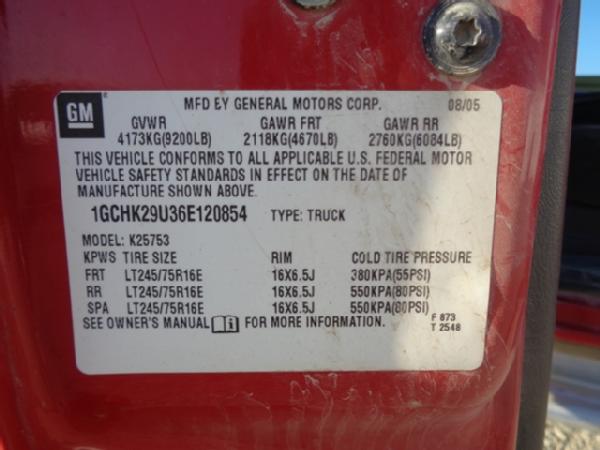 GM
MFD BY GENERAL MOTORS CORP. 08/05
GVWR GAWR FRT GAWR RR
4173KG(9200LB) 2118KG(4670LB) 2760KG(6084LB)
THIS VEHICLE CONFORMS TO ALL APPLICABLE U.S. FEDERAL MOTOR
VEHICLE SAFETY STANDARDS IN EFFECT ON THE DATE OF
MANUFACTURE SHOWN ABOVE.
1GCHK29U36E120854 TYPE: TRUCK
MODEL: K25753
KPWS TIRE SIZE RIM COLD TIRE PRESSURE
FRT LT245/75R16E 16X6.5J 380KPA(55PSI)
RR LT245/75R16E 16X6.5J 550KPA(80PSI)
SPA LT245/75R16E 16X6.5J 550KPA(80PSI)
SEE OWNER'S MANUAL FOR MORE INFORMATION.
F 873
T 2548